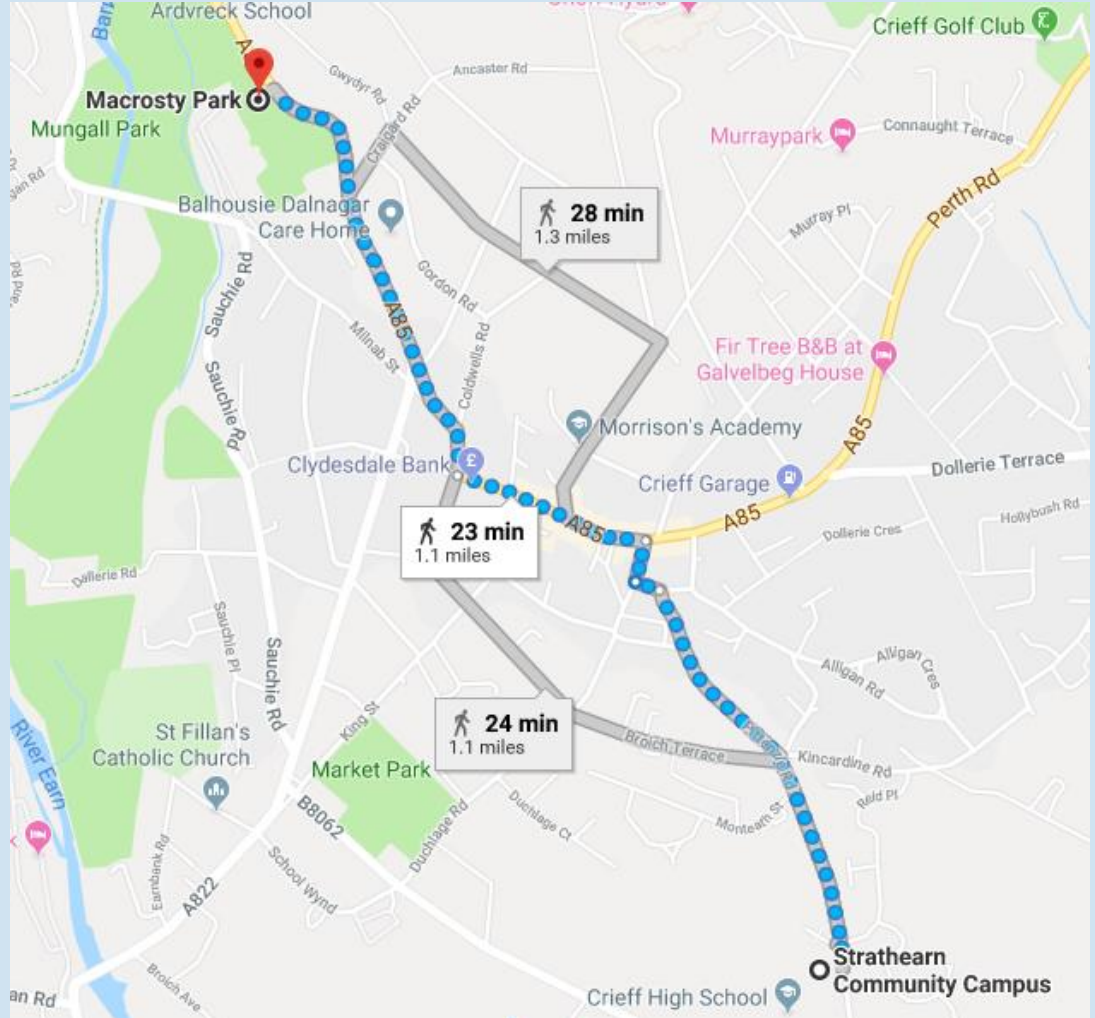 Ardvreck School
Crieff Golf Club
Ancaster Rd
Gwydyr Rd
Macrosty Park
Mungall Park
Craigard Rd
Murraypark
Connaught Terrace
Perth Rd
28 min
1.3 miles
Balhousie Dalnagar
Care Home
Murray Pl
Sauchie Rd
Gordon Rd
A85
Milnab St
Coldwells Rd
Fir Tree B&B at
Galvelbeg House
Sauchie Rd
Morrison's Academy
A85
Clydesdale Bank
Crieff Garage
Dollerie Terrace
A85
A85
Hollybush Rd
Dollerie Cres
23 min
1.1 miles
Dallerie Rd
Sauchie Pl
Sauchie Rd
Alligan Cres
Alligan Rd
24 min
1.1 miles
King St
St Fillan's
Catholic Church
River Earn
Market Park
Broich Terrace
Kincardine Rd
Reid Pl
B8062
Duchlage Rd
Duchlage Ct
Monteath St
Earnbank Rd
School Wynd
A822
Broich Ave
Strathearn
Community Campus
Crieff High School